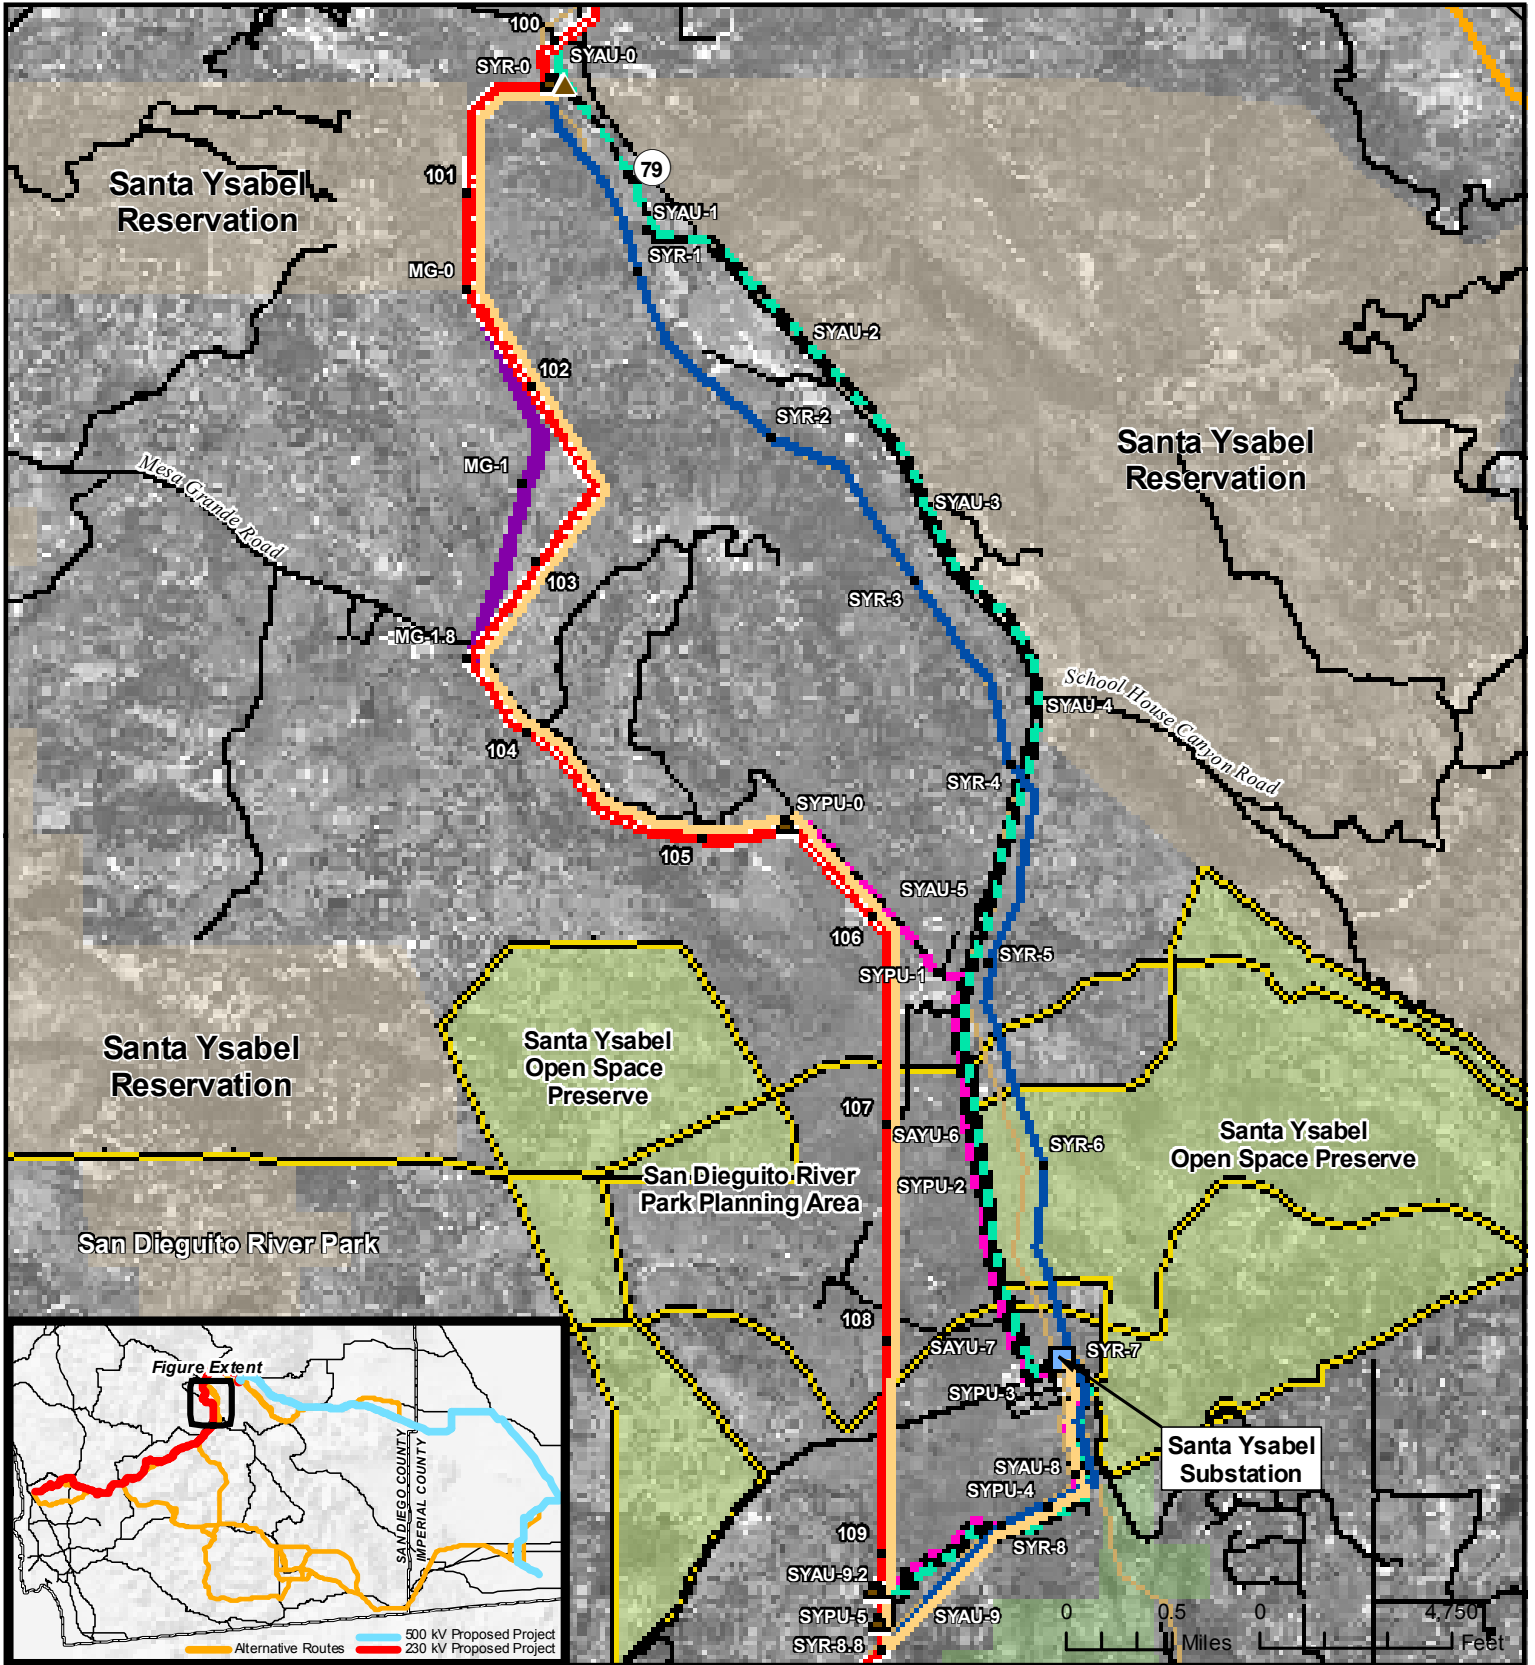 100
SYAU-0
SYR-0
79
101
Santa Ysabel
Reservation
SYAU-1
SYR-1
MG-0
SYAU-2
102
SYR-2
Santa Ysabel
Reservation
MG-1
Mesa Grande Road
SYAU-3
103
SYR-3
MG-1.8
School House Canyon Road
SYAU-4
104
SYR-4
SYPU-0
105
SYAU-5
106
SYR-5
SYPU-1
Santa Ysabel
Open Space
Preserve
Santa Ysabel
Reservation
107
SAYU-6
SYR-6
Santa Ysabel
Open Space Preserve
San Dieguito River
Park Planning Area
SYPU-2
San Dieguito River Park
108
SAYU-7
SYR-7
SYPU-3
Santa Ysabel
Substation
SYAU-8
SYPU-4
109
SYR-8
SYAU-9.2
SYPU-5
SYAU-9
SYR-8.8
0
0.5
Miles
0
4,750
Feet
Figure Extent
SAN DIEGO COUNTY
IMPERIAL COUNTY
500 kV Proposed Project
Alternative Routes
230 kV Proposed Project